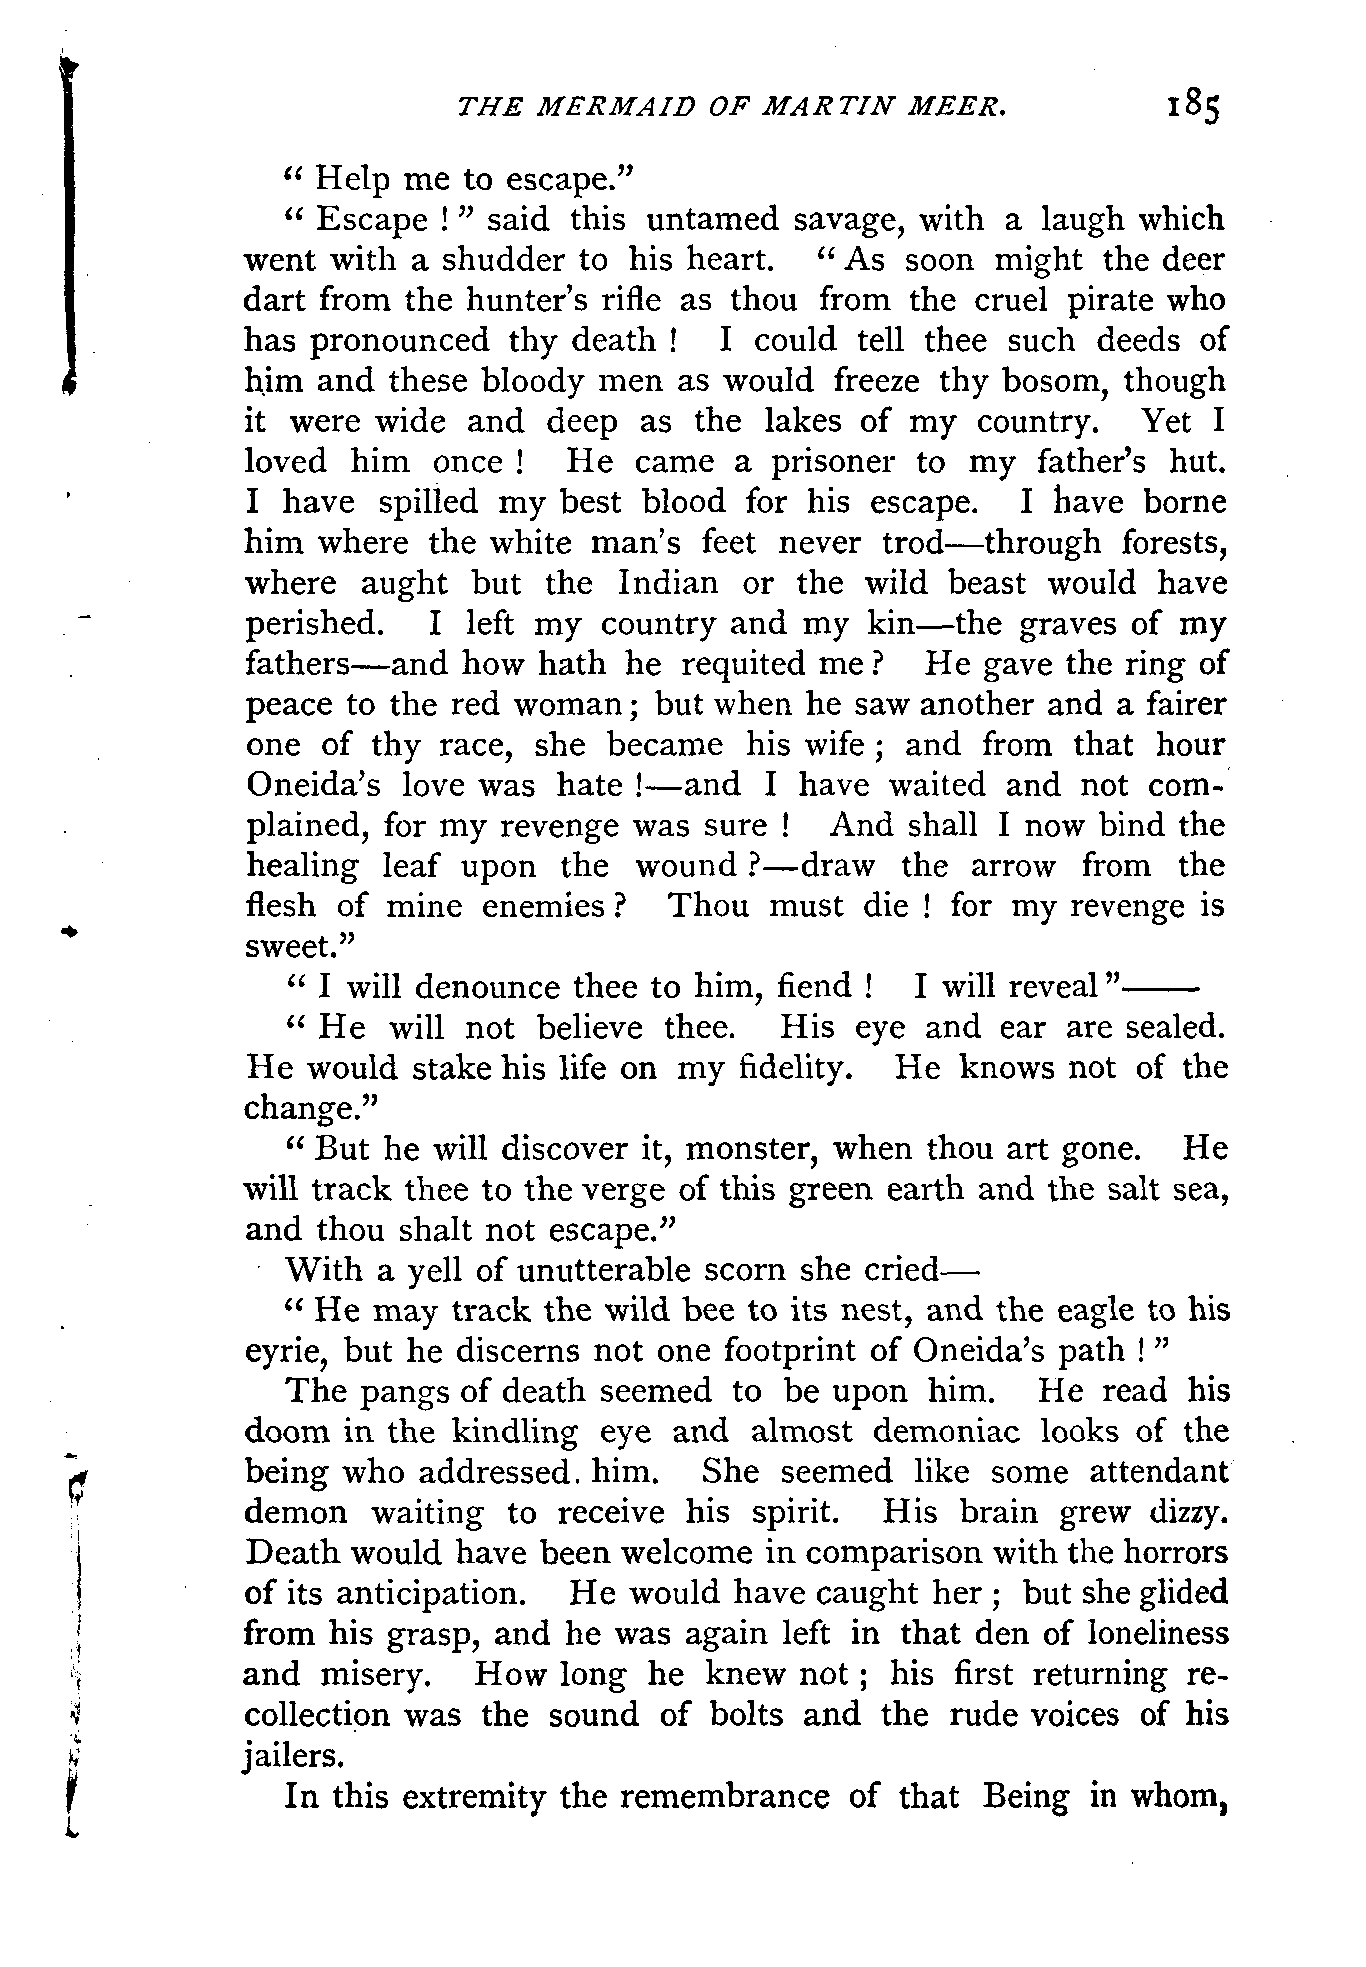 THE MERMAID OF MARTIN MEER. 185
“ Help me to escape.”
“ Escape ! ” said this untamed savage, with a laugh which
went with a shudder to his heart. “ As soon might the deer
dart from the hunter’s rifle as thou from the cruel pirate who
has pronounced thy death ! I could tell thee such deeds of
him and these bloody men as would freeze thy bosom, though
it were wide and deep as the lakes of my country. Yet I
loved him once ! He came a prisoner to my father’s hut.
I have spilled my best blood for his escape. I have borne
him where the white man’s feet never trod—through forests,
where aught but the Indian or the wild beast would have
perished. I left my country and my kin—the graves of my
fathers—and how hath he requited me ? He gave the ring of
peace to the red woman ; but when he saw another and a fairer
one of thy race, she became his wife ; and from that hour
Oneida’s love was hate !—and I have waited and not com-
plained, for my revenge was sure ! And shall I now bind the
healing leaf upon the wound ?—draw the arrow from the
flesh of mine enemies ? Thou must die ! for my revenge is
sweet.”
“ I will denounce thee to him, fiend ! I will reveal ”——
“ He will not believe thee. His eye and ear are sealed.
He would stake his life on my fidelity. He knows not of the
change.”
“ But he will discover it, monster, when thou art gone. He
will track thee to the verge of this green earth and the salt sea,
and thou shalt not escape.”
With a yell of unutterable scorn she cried—
“ He may track the wild bee to its nest, and the eagle to his
eyrie, but he discerns not one footprint of Oneida’s path ! ”
The pangs of death seemed to be upon him. He read his
doom in the kindling eye and almost demoniac looks of the
being who addressed him. She seemed like some attendant
demon waiting to receive his spirit. His brain grew dizzy.
Death would have been welcome in comparison with the horrors
of its anticipation. He would have caught her ; but she glided
from his grasp, and he was again left in that den of loneliness
and misery. How long he knew not ; his first returning re-
collection was the sound of bolts and the rude voices of his
jailers.
In this extremity the remembrance of that Being in whom,